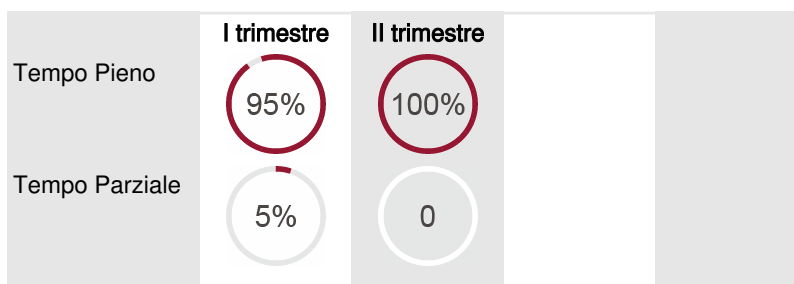 I trimestre II trimestre
Tempo Pieno
95% 100%
Tempo Parziale
5% 0